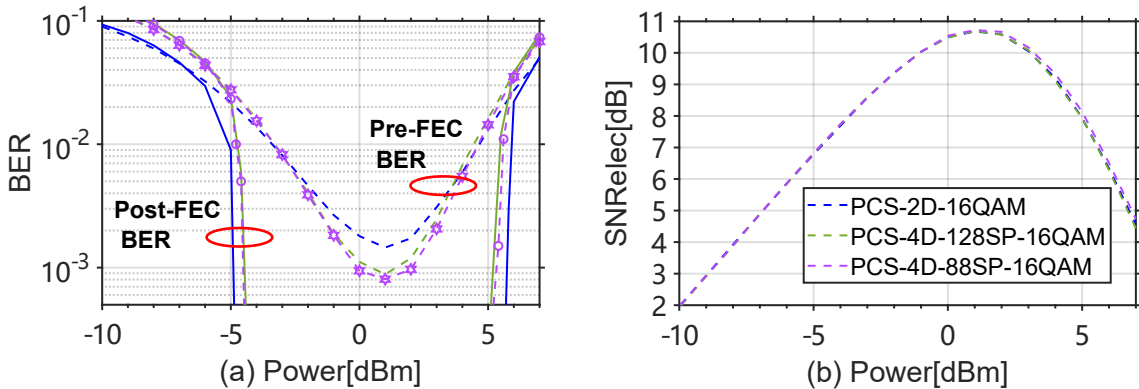 10^-1
10^-2
10^-3
BER
Pre-FEC
BER
Post-FEC
BER
-10 -5 0 5
(a) Power[dBm]
11
10
9
8
7
6
5
4
3
2
SNRelec[dB]
PCS-2D-16QAM
PCS-4D-128SP-16QAM
PCS-4D-88SP-16QAM
-10 -5 0 5
(b) Power[dBm]